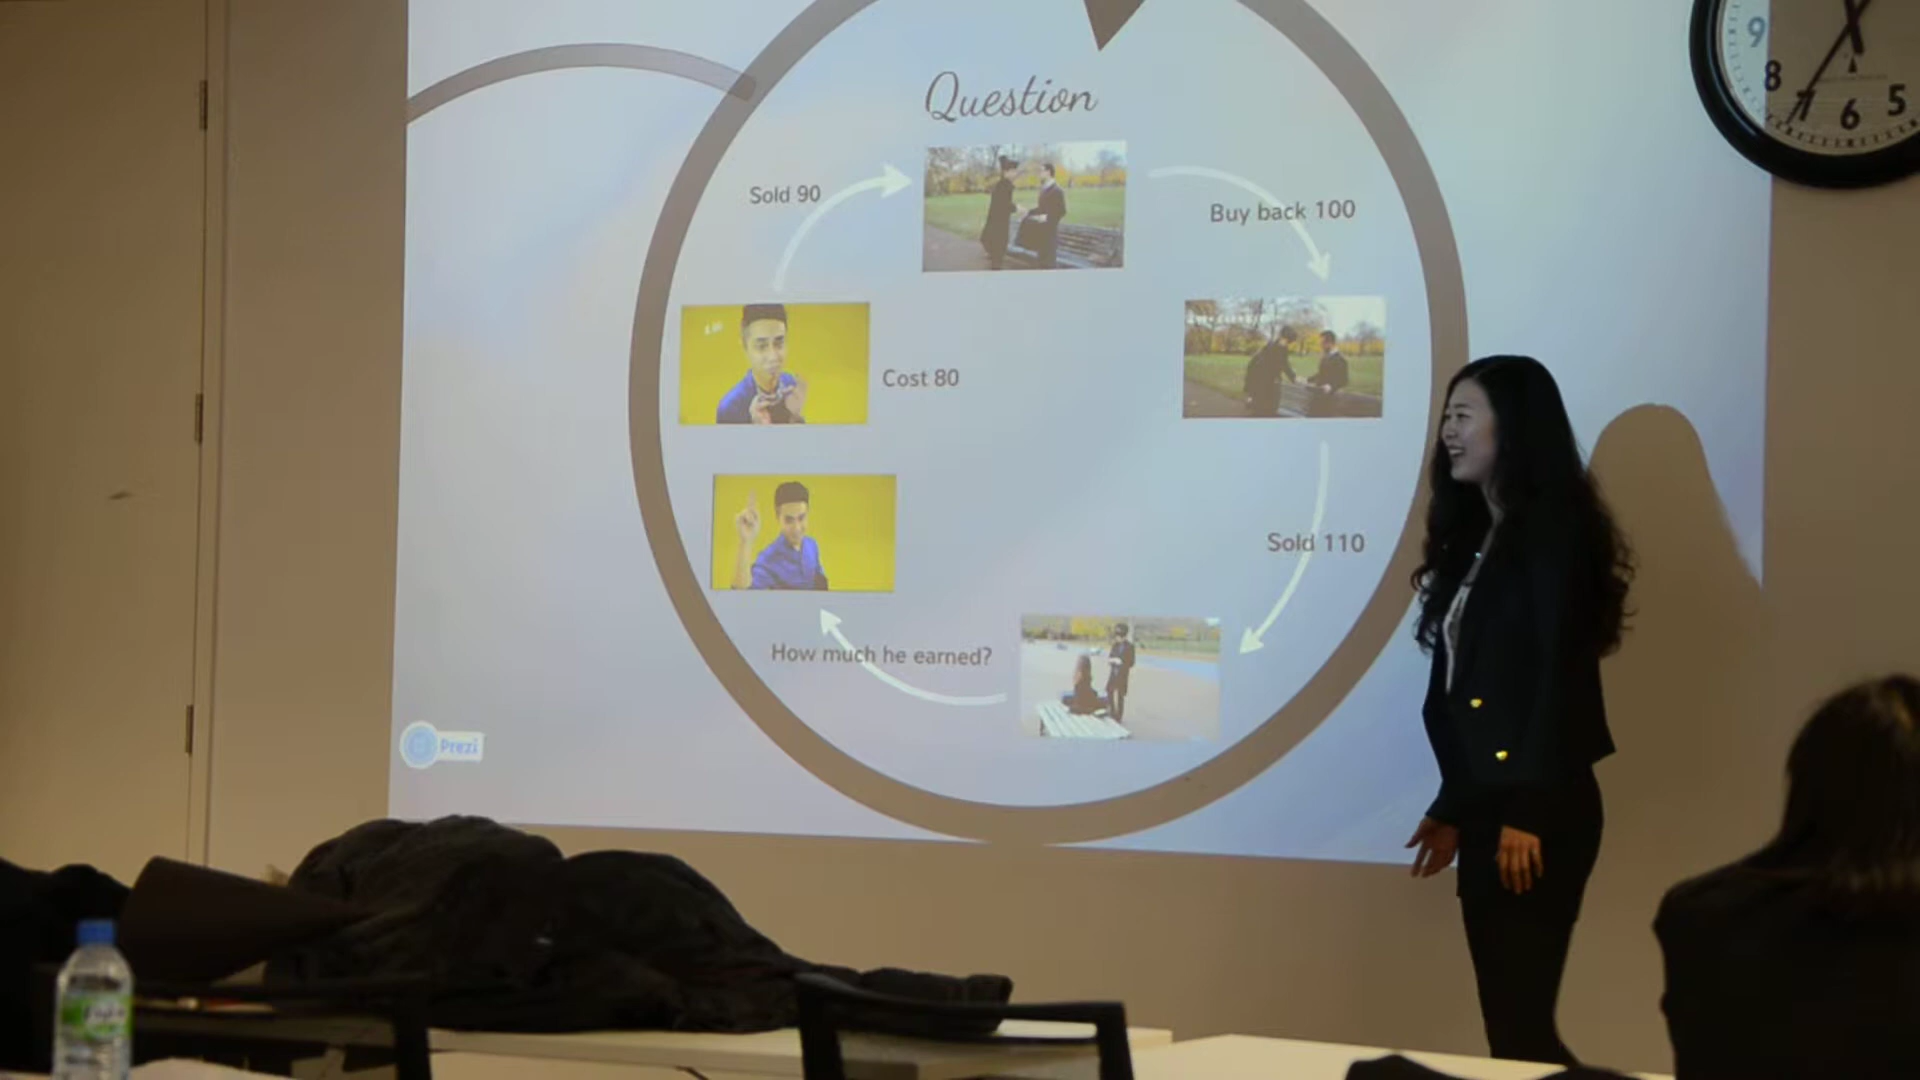 Question
Sold 90
Buy back 100
Cost 80
Sold 110
How much he earned?
Prezi
9
8
7
6
5